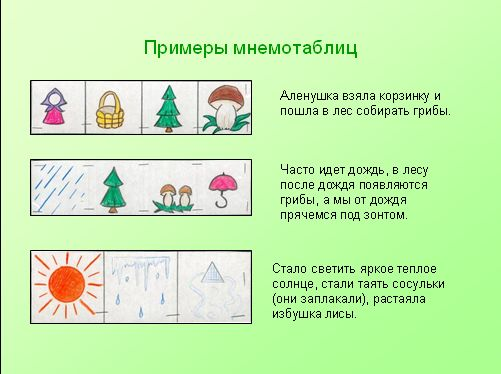 Примеры мнемотаблиц
Аленушка взяла корзинку и
пошла в лес собирать грибы.
Часто идет дождь, в лесу
после дождя появляются
грибы, а мы от дождя
прячемся под зонтом.
Стало светить яркое теплое
солнце, стали таять сосульки
(они заплакали), растаяла
избушка лисы.